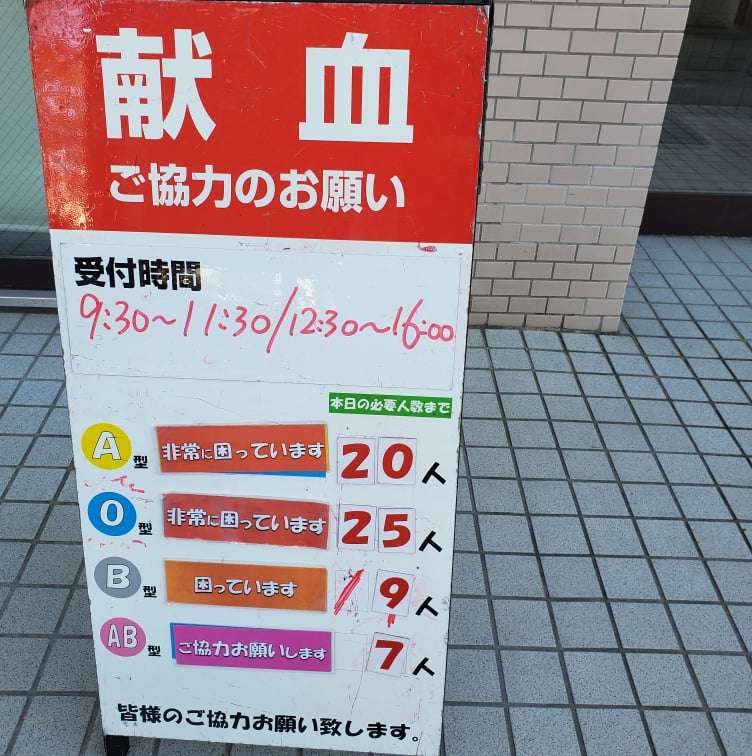 献血
ご協力のお願い
受付時間
9:30~11:30/12:30~16:00
本日の必要人数まで
A型 非常に困っています 20人
O型 非常に困っています 25人
B型 困っています 19人
AB型 ご協力お願いします 7人
皆様のご協力お願い致します。